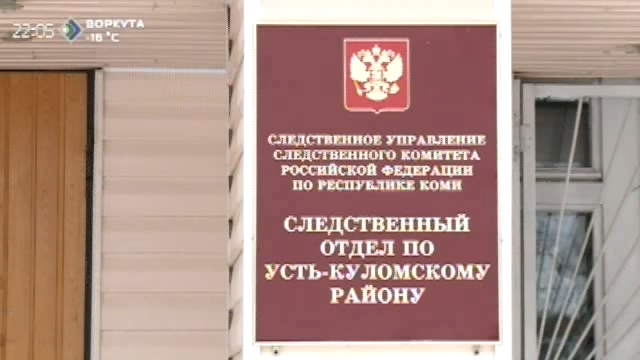 22:05
ВОРКУТА
-16 °C
СЛЕДСТВЕННОЕ УПРАВЛЕНИЕ
СЛЕДСТВЕННОГО КОМИТЕТА
РОССИЙСКОЙ ФЕДЕРАЦИИ
ПО РЕСПУБЛИКЕ КОМИ
СЛЕДСТВЕННЫЙ
ОТДЕЛ ПО
УСТЬ-КУЛОМСКОМУ
РАЙОНУ